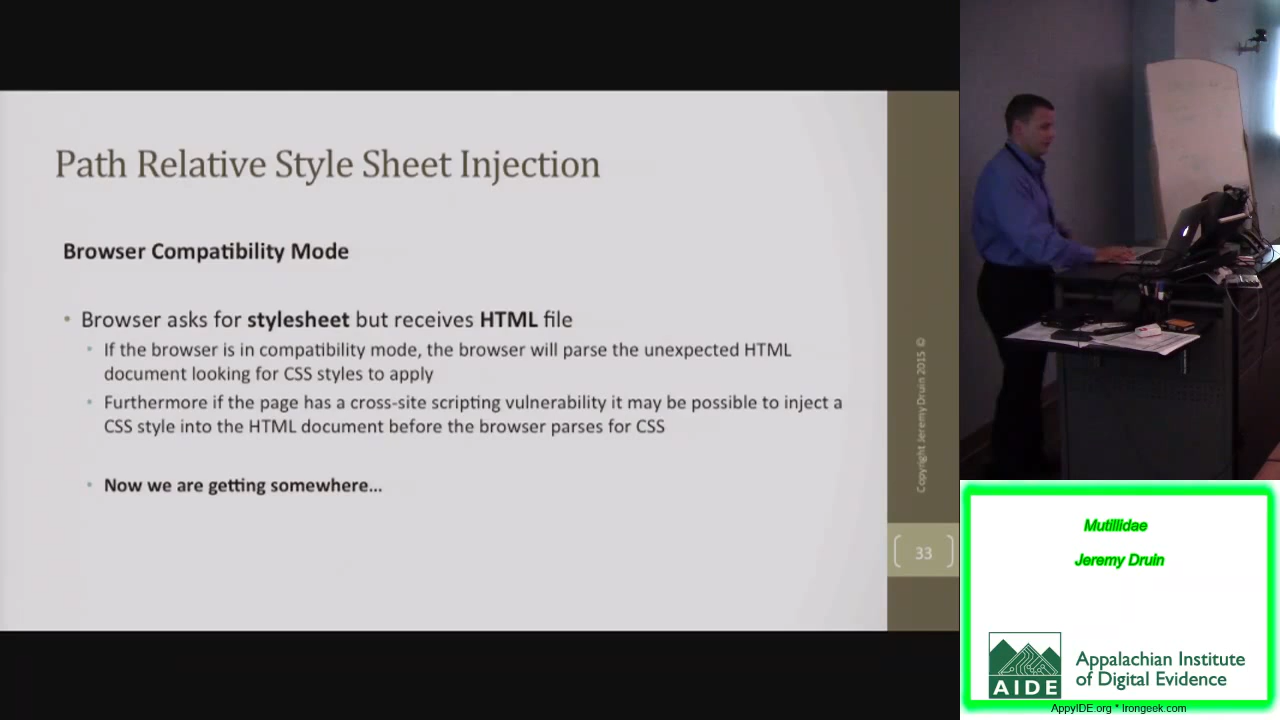 Path Relative Style Sheet Injection
Browser Compatibility Mode
• Browser asks for stylesheet but receives HTML file
• If the browser is in compatibility mode, the browser will parse the unexpected HTML
document looking for CSS styles to apply
• Furthermore if the page has a cross-site scripting vulnerability it may be possible to inject a
CSS style into the HTML document before the browser parses for CSS
• Now we are getting somewhere...
Copyright Jeremy Druin 2015 ©
33
Mutillidae
Jeremy Druin
AIDE
Appalachian Institute
of Digital Evidence
AppyIDE.org * Irongeek.com